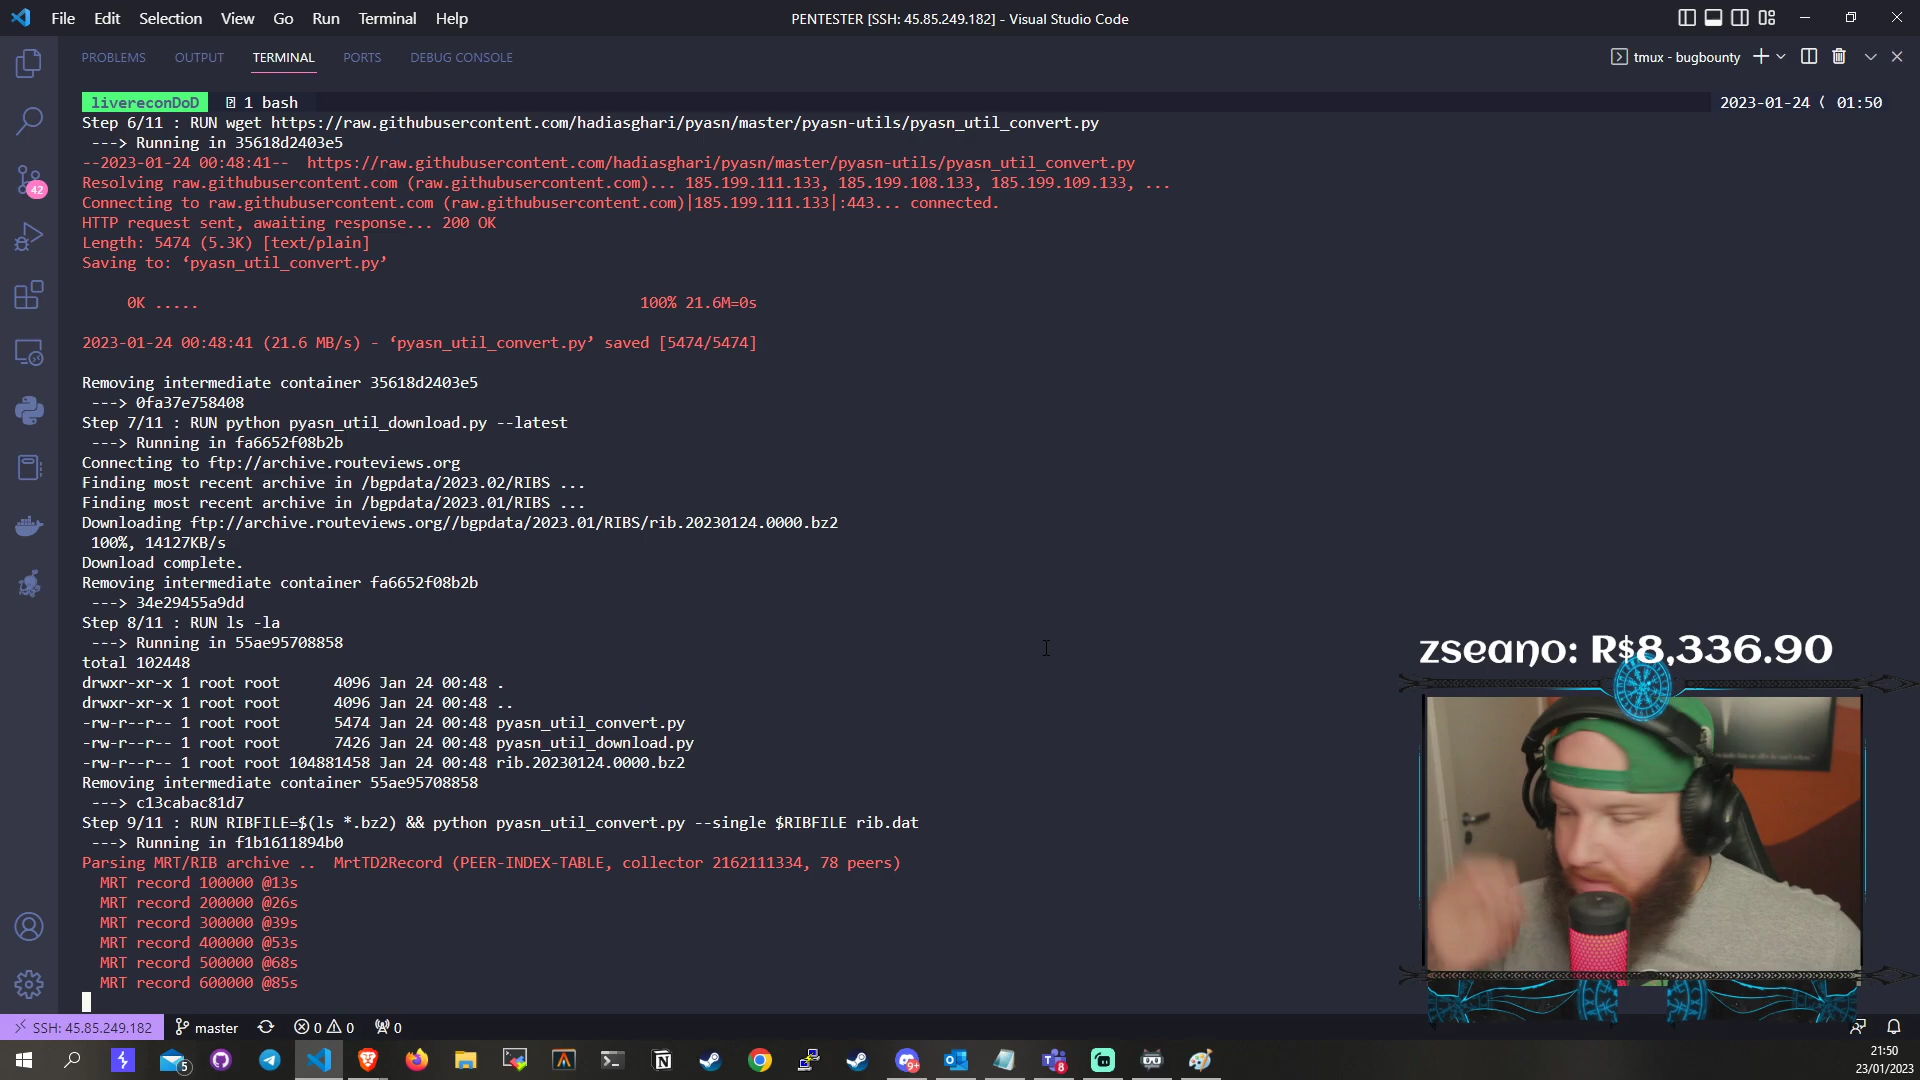 File Edit Selection View Go Run Terminal Help
PENTESTER [SSH: 45.85.249.182] - Visual Studio Code
PROBLEMS OUTPUT TERMINAL PORTS DEBUG CONSOLE
tmux - bugbounty
livereconDoD 1 bash
2023-01-24 ⟨ 01:50
Step 6/11 : RUN wget https://raw.githubusercontent.com/hadiasghari/pyasn/master/pyasn-utils/pyasn_util_convert.py
---> Running in 35618d2403e5
--2023-01-24 00:48:41-- https://raw.githubusercontent.com/hadiasghari/pyasn/master/pyasn-utils/pyasn_util_convert.py
Resolving raw.githubusercontent.com (raw.githubusercontent.com)... 185.199.111.133, 185.199.108.133, 185.199.109.133, ...
Connecting to raw.githubusercontent.com (raw.githubusercontent.com)|185.199.111.133|:443... connected.
HTTP request sent, awaiting response... 200 OK
Length: 5474 (5.3K) [text/plain]
Saving to: ‘pyasn_util_convert.py’
0K ..... 100% 21.6M=0s
2023-01-24 00:48:41 (21.6 MB/s) - ‘pyasn_util_convert.py’ saved [5474/5474]
Removing intermediate container 35618d2403e5
---> 0fa37e758408
Step 7/11 : RUN python pyasn_util_download.py --latest
---> Running in fa6652f08b2b
Connecting to ftp://archive.routeviews.org
Finding most recent archive in /bgpdata/2023.02/RIBS ...
Finding most recent archive in /bgpdata/2023.01/RIBS ...
Downloading ftp://archive.routeviews.org//bgpdata/2023.01/RIBS/rib.20230124.0000.bz2
100%, 14127KB/s
Download complete.
Removing intermediate container fa6652f08b2b
---> 34e29455a9dd
Step 8/11 : RUN ls -la
---> Running in 55ae95708858
total 102448
drwxr-xr-x 1 root root 4096 Jan 24 00:48 .
drwxr-xr-x 1 root root 4096 Jan 24 00:48 ..
-rw-r--r-- 1 root root 5474 Jan 24 00:48 pyasn_util_convert.py
-rw-r--r-- 1 root root 7426 Jan 24 00:48 pyasn_util_download.py
-rw-r--r-- 1 root root 104881458 Jan 24 00:48 rib.20230124.0000.bz2
Removing intermediate container 55ae95708858
---> c13cabac81d7
Step 9/11 : RUN RIBFILE=$(ls *.bz2) && python pyasn_util_convert.py --single $RIBFILE rib.dat
---> Running in f1b1611894b0
Parsing MRT/RIB archive .. MrtTD2Record (PEER-INDEX-TABLE, collector 2162111334, 78 peers)
MRT record 100000 @13s
MRT record 200000 @26s
MRT record 300000 @39s
MRT record 400000 @53s
MRT record 500000 @68s
MRT record 600000 @85s
42
zseano: R$8,336.90
SSH: 45.85.249.182 master 0 0 0
5 9+ 8
21:50
23/01/2023